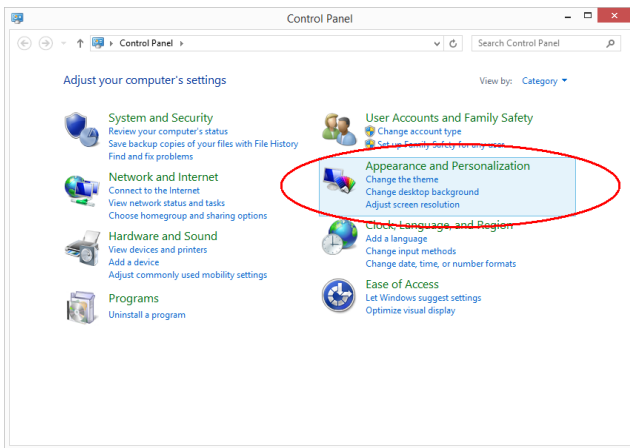 Control Panel
Control Panel
Search Control Panel
Adjust your computer's settings
View by: Category
System and Security
Review your computer's status
Save backup copies of your files with File History
Find and fix problems
Network and Internet
Connect to the Internet
View network status and tasks
Choose homegroup and sharing options
Hardware and Sound
View devices and printers
Add a device
Adjust commonly used mobility settings
Programs
Uninstall a program
User Accounts and Family Safety
Change account type
Set up Family Safety for any user
Appearance and Personalization
Change the theme
Change desktop background
Adjust screen resolution
Clock, Language, and Region
Add a language
Change input methods
Change date, time, or number formats
Ease of Access
Let Windows suggest settings
Optimize visual display